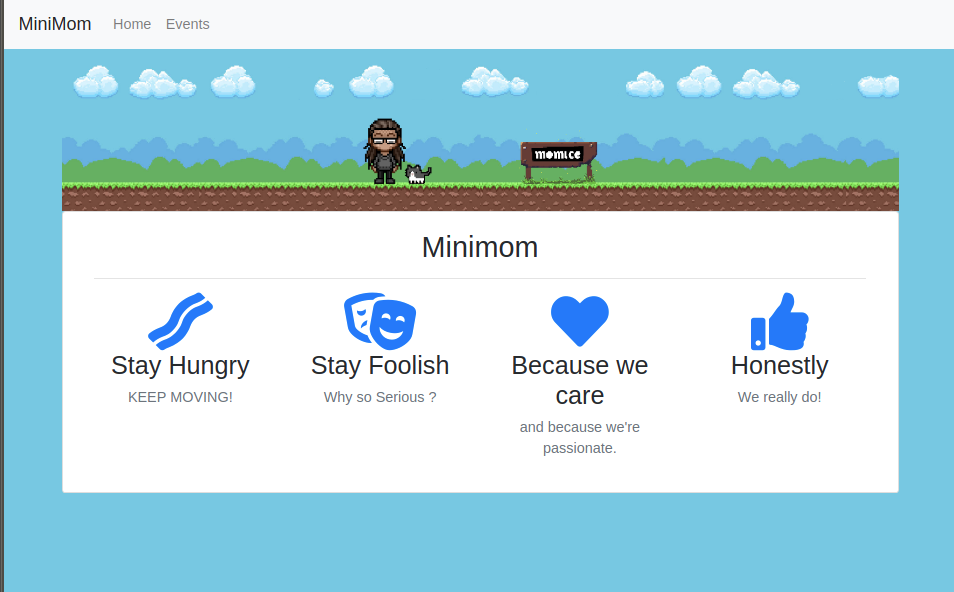 MiniMom Home Events
momice
Minimom
Stay Hungry
KEEP MOVING!
Stay Foolish
Why so Serious ?
Because we
care
and because we're
passionate.
Honestly
We really do!